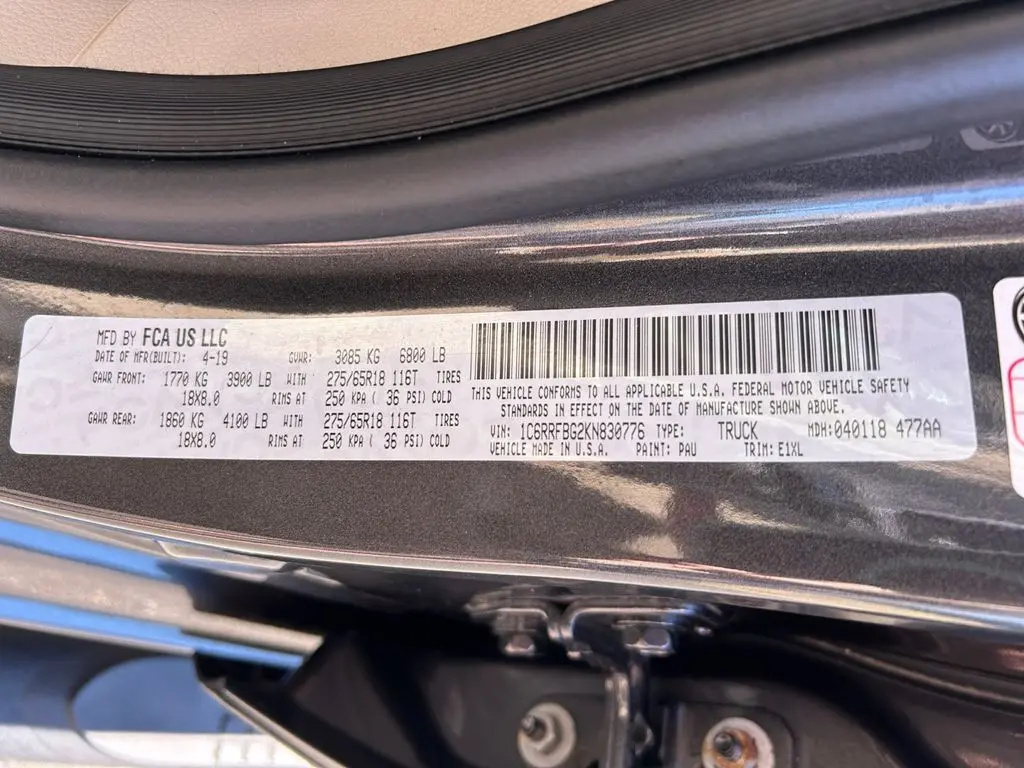 MFD BY FCA US LLC
DATE OF MFR(BUILT): 4-19 GVWR: 3085 KG 6800 LB
GAWR FRONT: 1770 KG 3900 LB WITH 275/65R18 116T TIRES
18X8.0 RIMS AT 250 KPA ( 36 PSI) COLD
GAWR REAR: 1860 KG 4100 LB WITH 275/65R18 116T TIRES
18X8.0 RIMS AT 250 KPA ( 36 PSI) COLD
THIS VEHICLE CONFORMS TO ALL APPLICABLE U.S.A. FEDERAL MOTOR VEHICLE SAFETY
STANDARDS IN EFFECT ON THE DATE OF MANUFACTURE SHOWN ABOVE.
VIN: 1C6RRFBG2KN830776 TYPE: TRUCK MDH:040118 477AA
VEHICLE MADE IN U.S.A. PAINT: PAU TRIM: E1XL